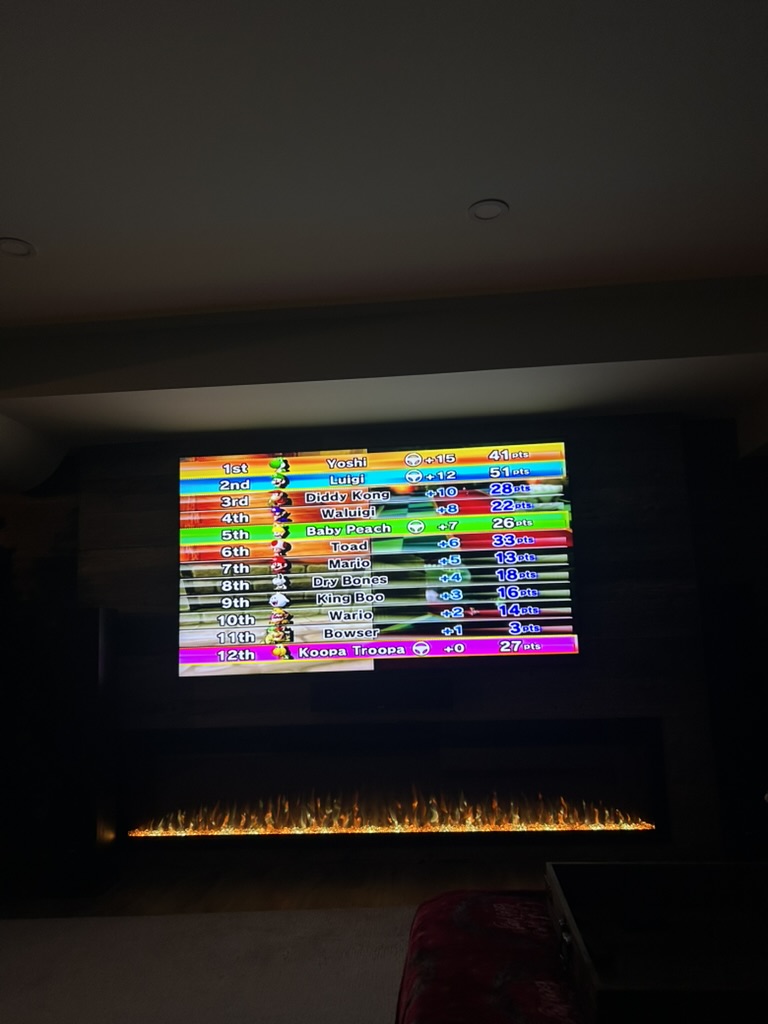 1st Yoshi +15 41pts
2nd Luigi +12 51pts
3rd Diddy Kong +10 28pts
4th Waluigi +8 22pts
5th Baby Peach +7 26pts
6th Toad +6 33pts
7th Mario +5 13pts
8th Dry Bones +4 18pts
9th King Boo +3 16pts
10th Wario +2 14pts
11th Bowser +1 3pts
12th Koopa Troopa +0 27pts